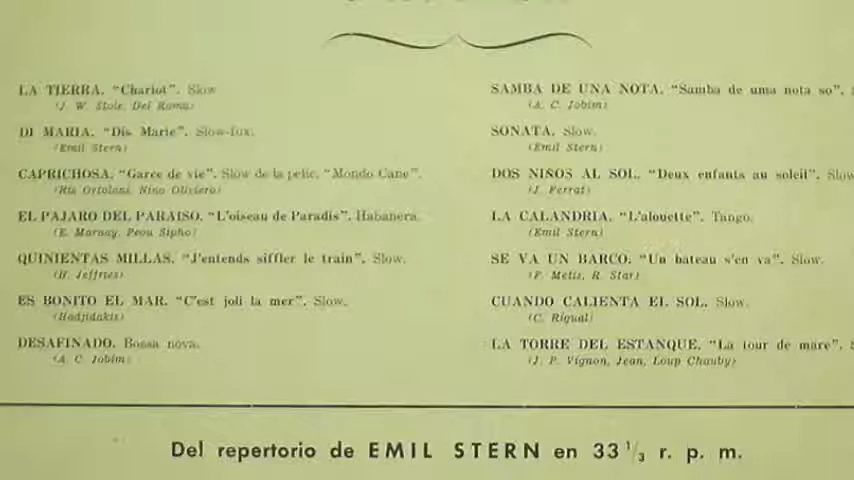 LA TIERRA. "Chariot". Slow
(J. W. Stole, Del Roma)
DI MARIA. "Dis Marie". Slow-fox.
(Emil Stern)
CAPRICHOSA. "Garce de vie". Slow de la pelíc. "Mondo Cane".
(Ris Ortolani, Nino Oliviero)
EL PAJARO DEL PARAISO. "L'oiseau de Paradis". Habanera.
(E. Marnay, Peou Sipho)
QUINIENTAS MILLAS. "J'entends siffler le train". Slow.
(H. Jeffries)
ES BONITO EL MAR. "C'est joli la mer". Slow.
(Hadjidakis)
DESAFINADO. Bossa nova.
(A. C. Jobim)
SAMBA DE UNA NOTA. "Samba de uma nota so".
(A. C. Jobim)
SONATA. Slow.
(Emil Stern)
DOS NIÑOS AL SOL. "Deux enfants au soleil". Slow
(J. Ferrat)
LA CALANDRIA. "L'alouette". Tango.
(Emil Stern)
SE VA UN BARCO. "Un bateau s'en va". Slow.
(F. Metis, R. Star)
CUANDO CALIENTA EL SOL. Slow.
(C. Rigual)
LA TORRE DEL ESTANQUE. "La tour de mare".
(J. P. Vignon, Jean, Loup Chauby)
Del repertorio de EMIL STERN en 33 1/3 r. p. m.